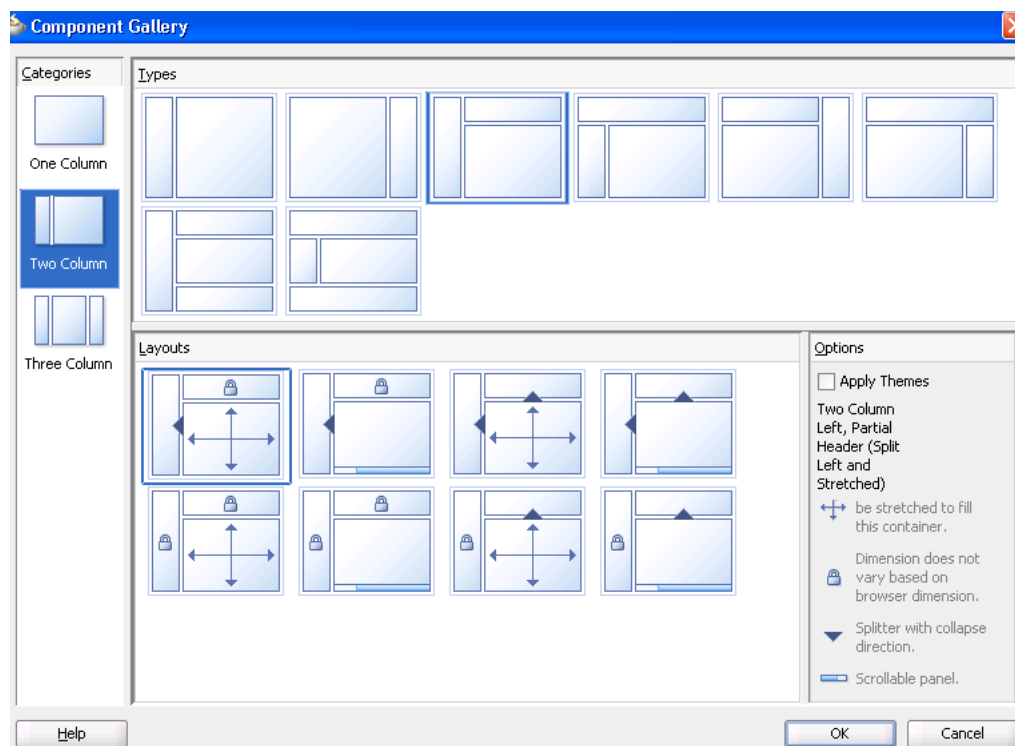 Component Gallery
Categories
One Column
Two Column
Three Column
Types
Layouts
Options
Apply Themes
Two Column
Left, Partial
Header (Split
Left and
Stretched)
be stretched to fill
this container.
Dimension does not
vary based on
browser dimension.
Splitter with collapse
direction.
Scrollable panel.
Help
OK
Cancel